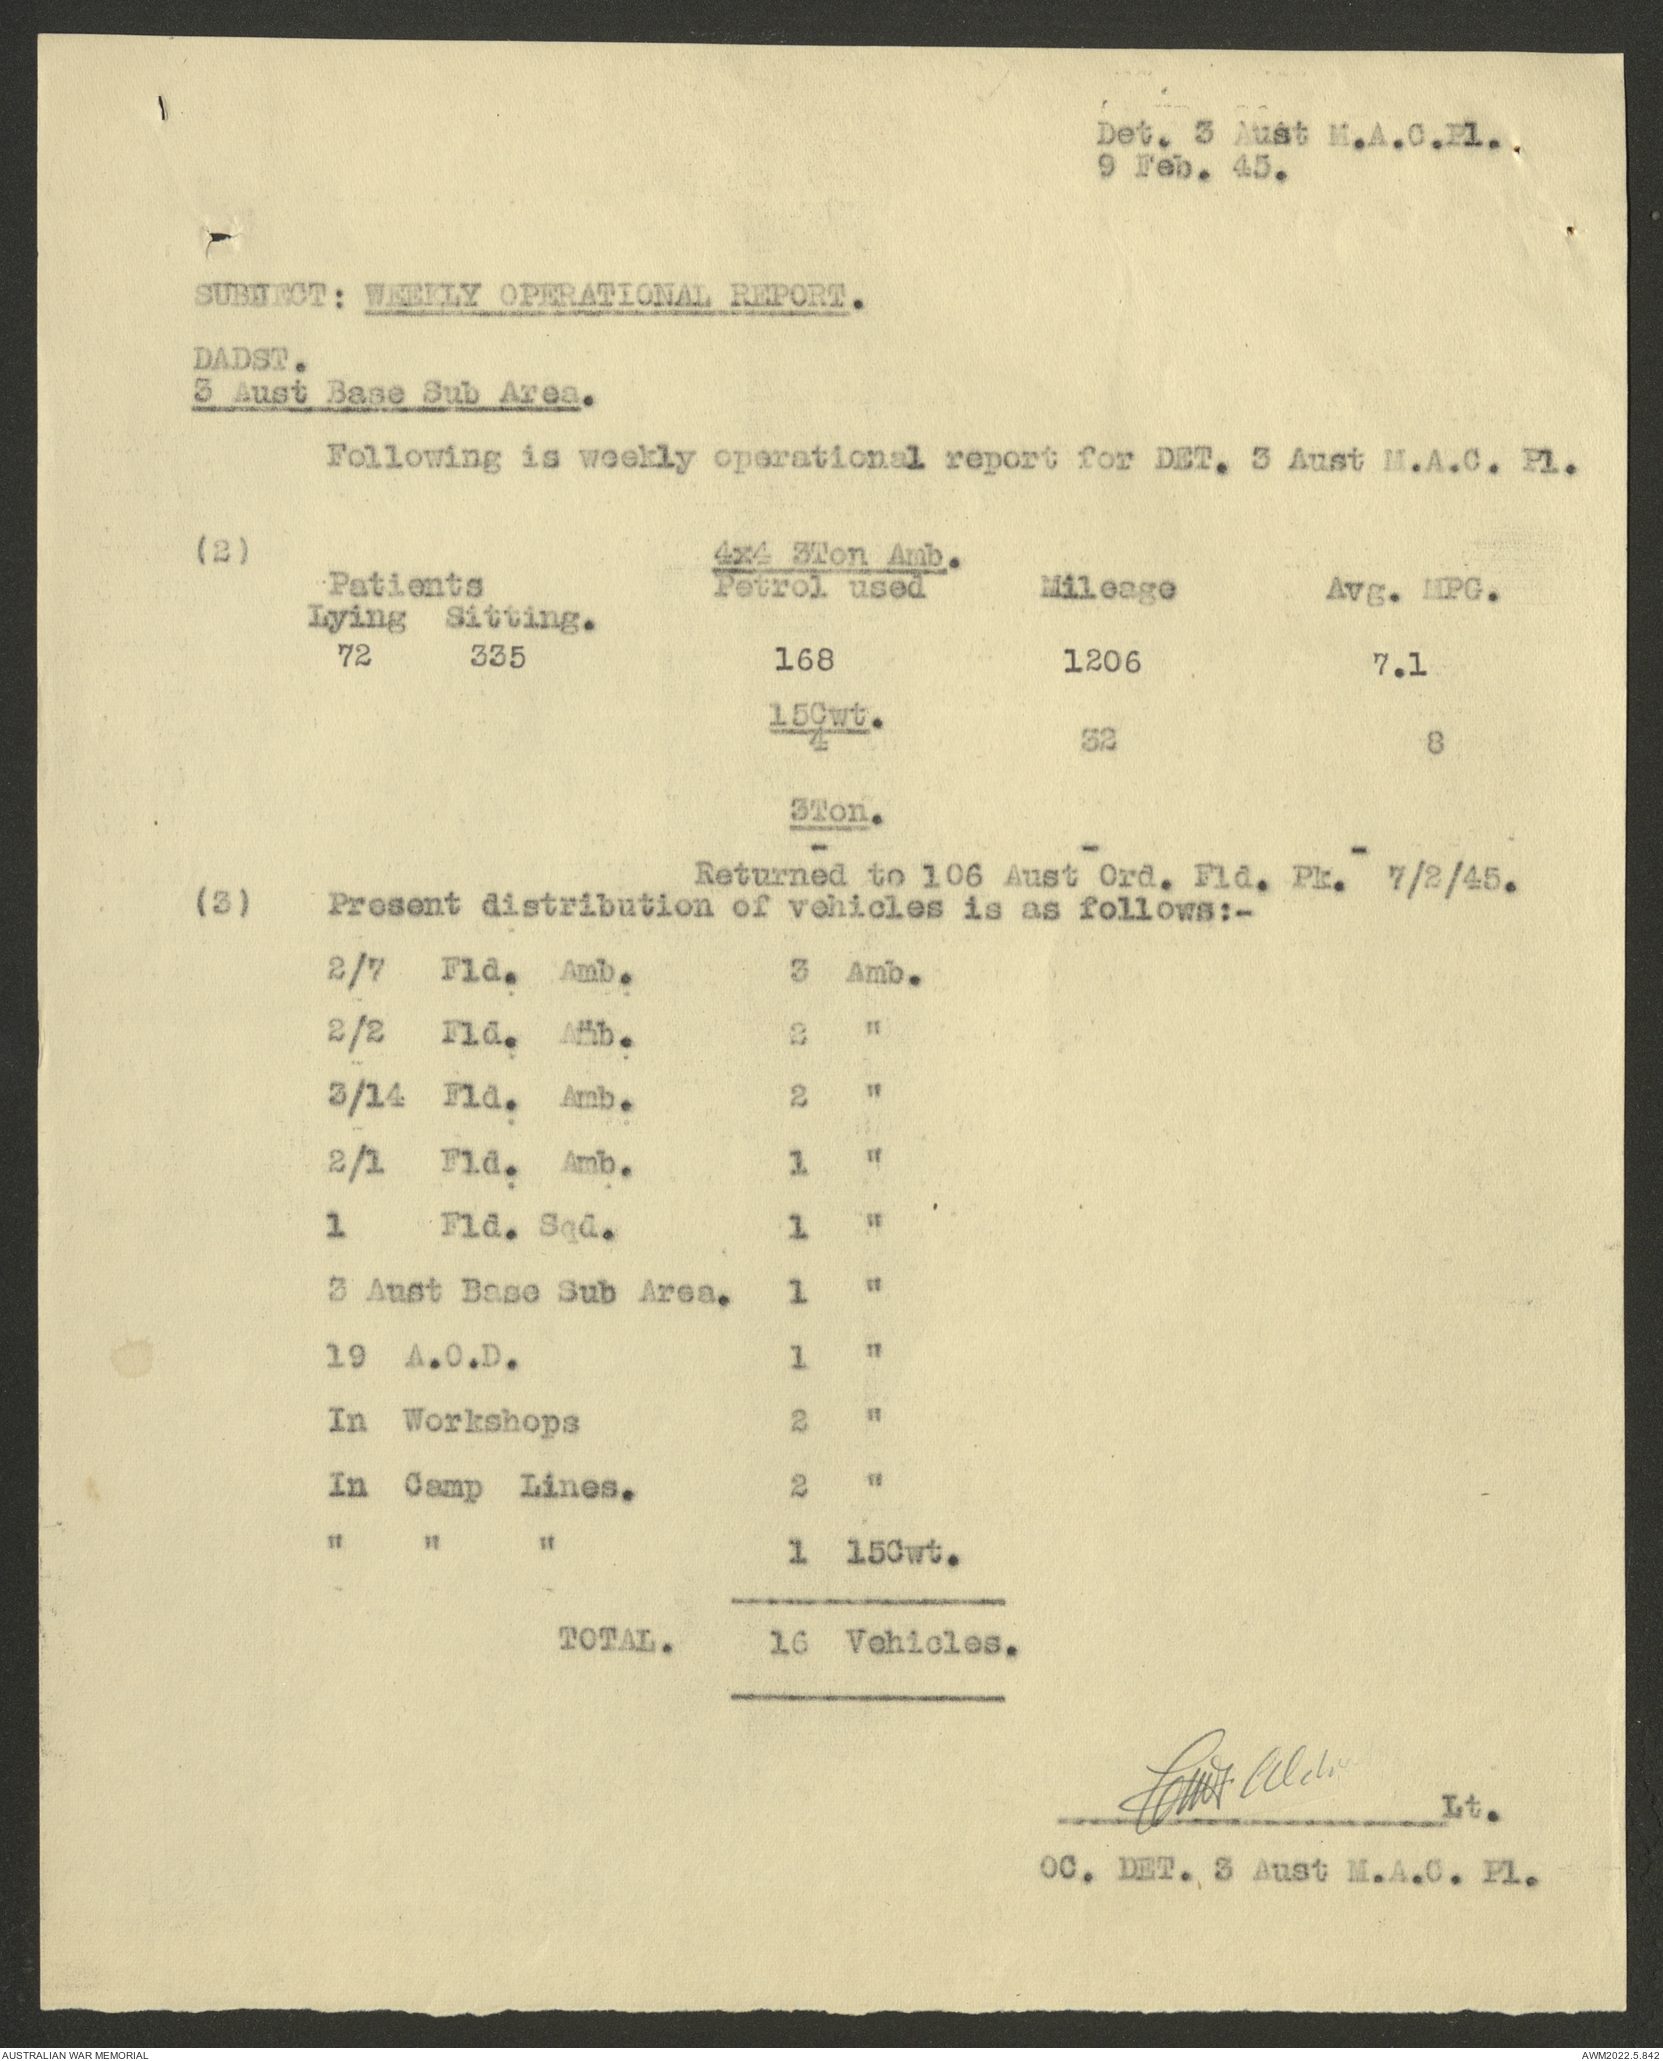 Det. 3 Aust M.A.C.Pl.
9 Feb. 45.
SUBJECT: WEEKLY OPERATIONAL REPORT.
DADST.
3 Aust Base Sub Area.
Following is weekly operational report for DET. 3 Aust M.A.C. Pl.
(2) 4x4 3Ton Amb.
Patients Petrol used Mileage Avg. MPG.
Lying Sitting.
72 335 168 1206 7.1
15Cwt.
4 32 8
3Ton.
- - -
Returned to 106 Aust Ord. Fld. Pk. 7/2/45.
(3) Present distribution of vehicles is as follows:-
2/7 Fld. Amb. 3 Amb.
2/2 Fld. Amb. 2 "
3/14 Fld. Amb. 2 "
2/1 Fld. Amb. 1 "
1 Fld. Sqd. 1 "
3 Aust Base Sub Area. 1 "
19 A.O.D. 1 "
In Workshops 2 "
In Camp Lines. 2 "
" " " 1 15Cwt.
TOTAL. 16 Vehicles.
Lt.
OC. DET. 3 Aust M.A.C. Pl.
AUSTRALIAN WAR MEMORIAL AWM2022.5.842